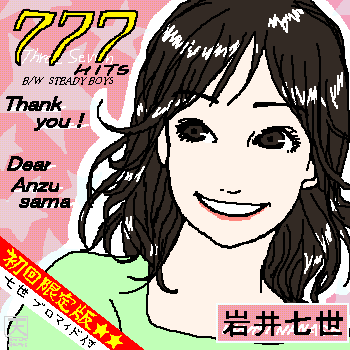 777
Three Seven
HITS
B/W STEADY BOYS
Thank
you!
Dear
Anzu
sama
初回限定版★★
七世 ブロマイド付
岩井七世